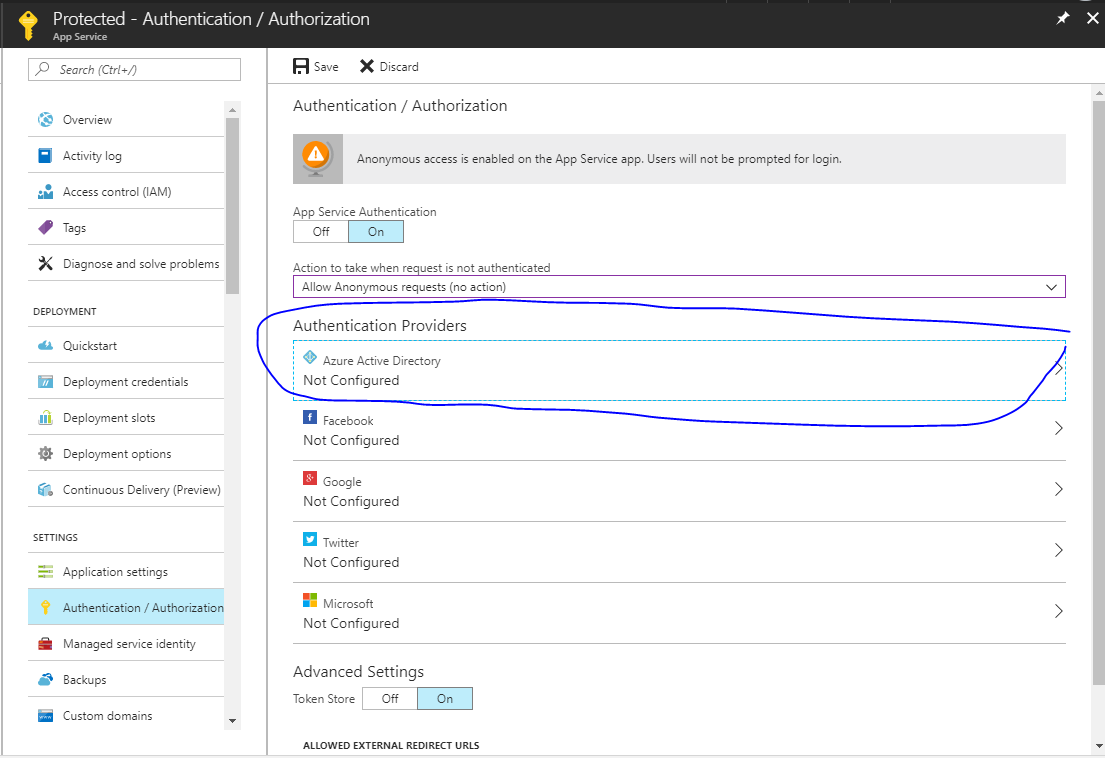 Protected - Authentication / Authorization
App Service
Search (Ctrl+/)
Overview
Activity log
Access control (IAM)
Tags
Diagnose and solve problems
DEPLOYMENT
Quickstart
Deployment credentials
Deployment slots
Deployment options
Continuous Delivery (Preview)
SETTINGS
Application settings
Authentication / Authorization
Managed service identity
Backups
Custom domains
Save Discard
Authentication / Authorization
Anonymous access is enabled on the App Service app. Users will not be prompted for login.
App Service Authentication
Off On
Action to take when request is not authenticated
Allow Anonymous requests (no action)
Authentication Providers
Azure Active Directory
Not Configured
Facebook
Not Configured
Google
Not Configured
Twitter
Not Configured
Microsoft
Not Configured
Advanced Settings
Token Store Off On
ALLOWED EXTERNAL REDIRECT URLS